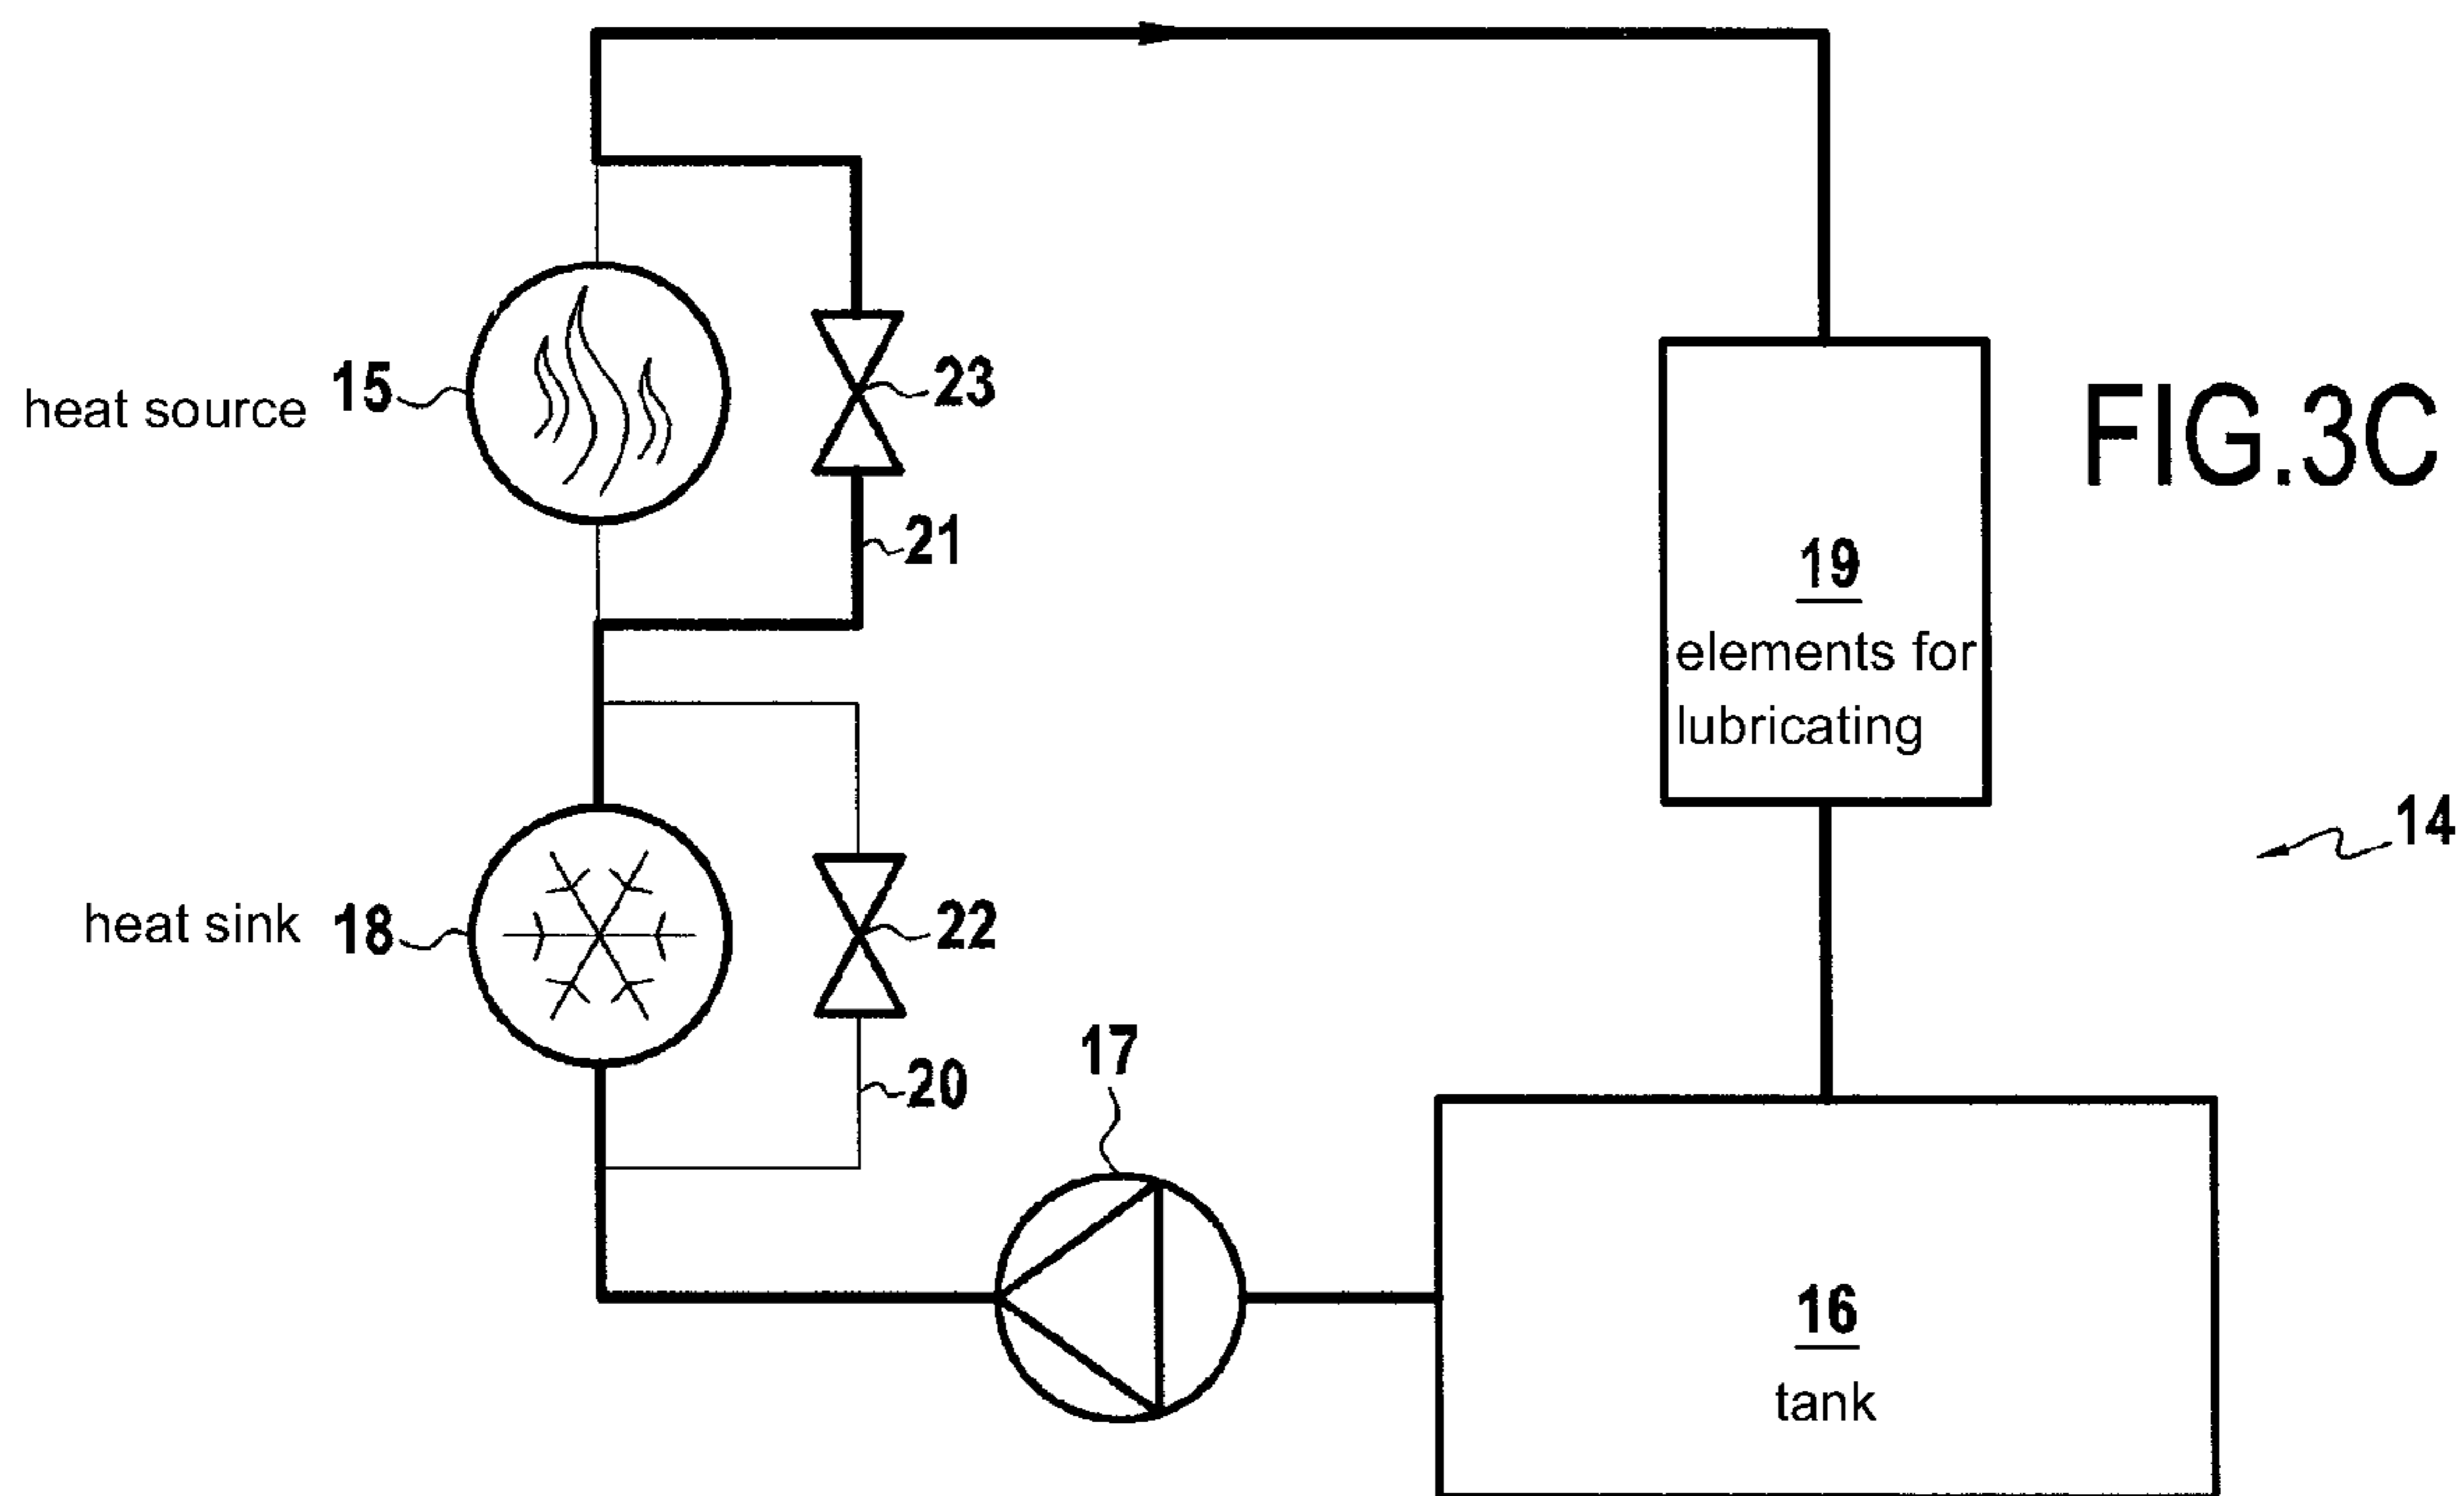 15
heat source
23
FIG.3C
21
19
elements for
lubricating
14
heat sink 18
22
17
20
16
tank